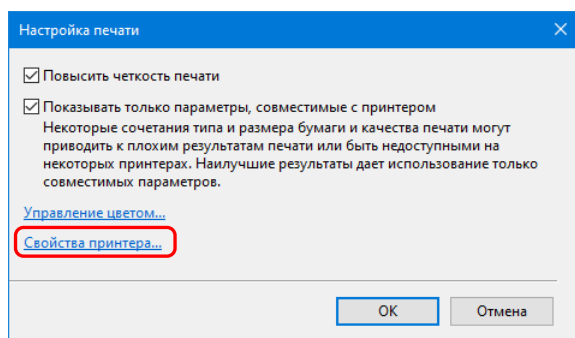 Настройка печати
Повысить четкость печати
Показывать только параметры, совместимые с принтером
Некоторые сочетания типа и размера бумаги и качества печати могут
приводить к плохим результатам печати или быть недоступными на
некоторых принтерах. Наилучшие результаты дает использование только
совместимых параметров.
Управление цветом...
Свойства принтера...
ОК Отмена